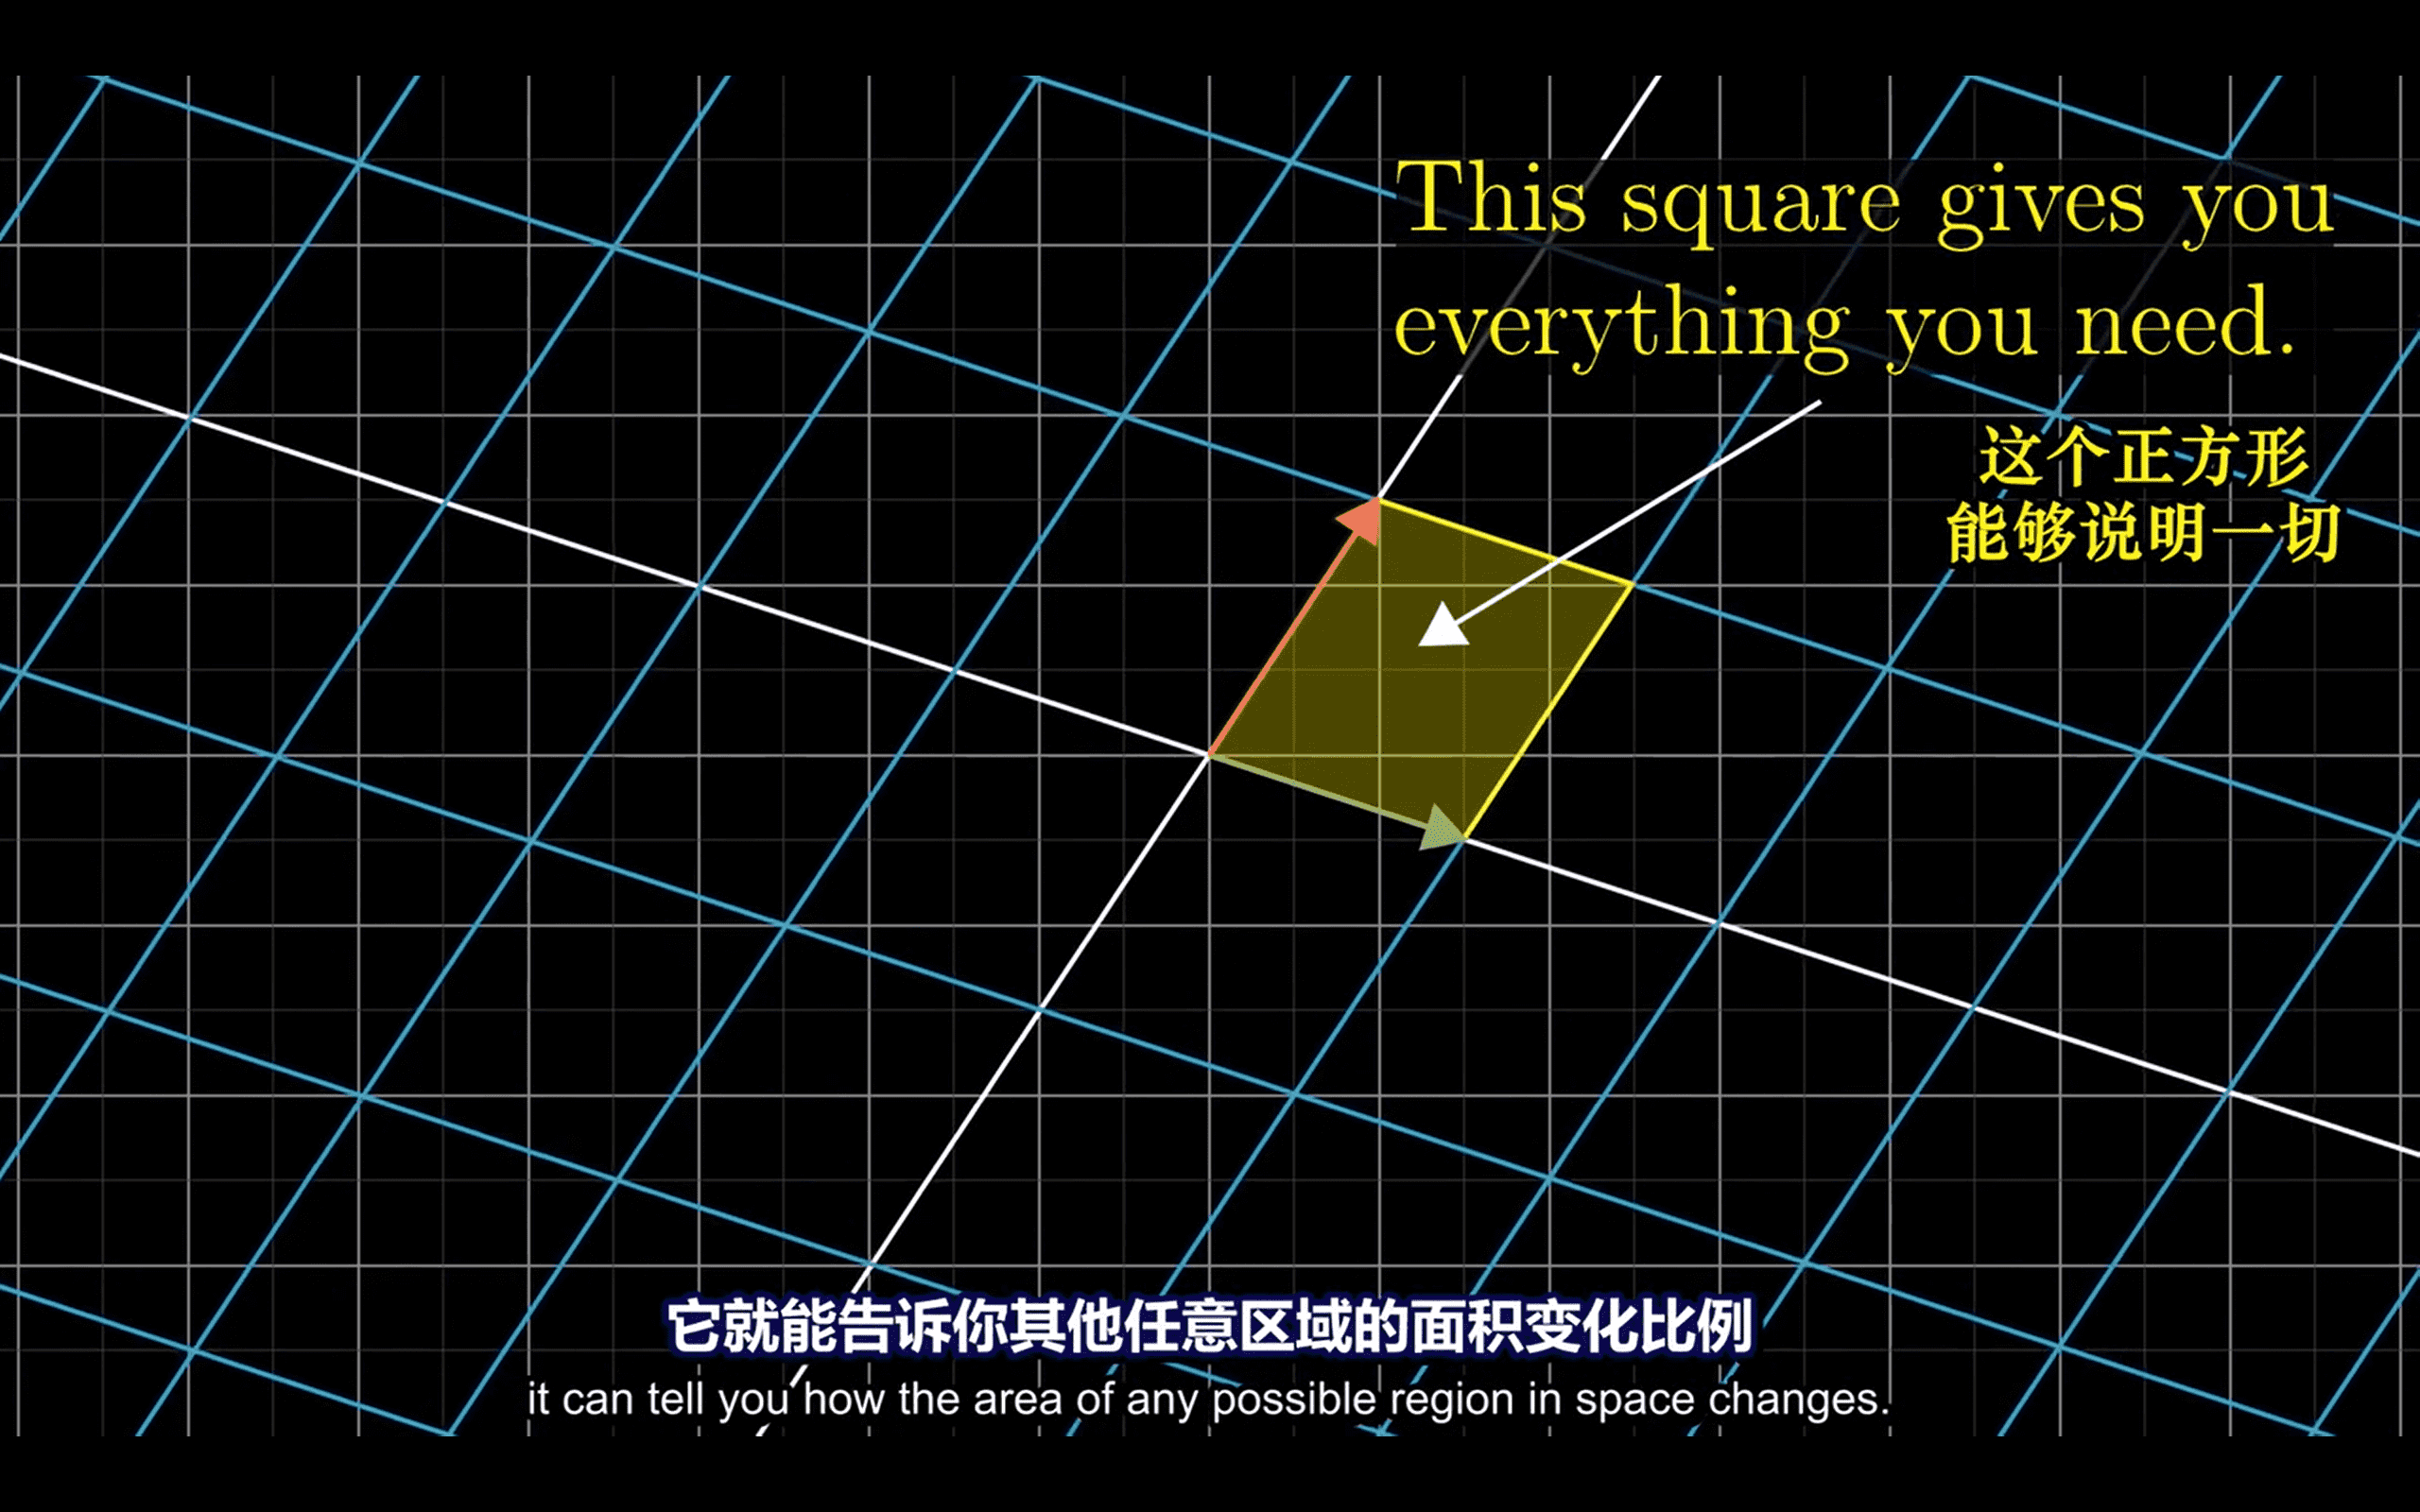 This square gives you
everything you need.
这个正方形
能够说明一切
它就能告诉你其他任意区域的面积变化比例
it can tell you how the area of any possible region in space changes.